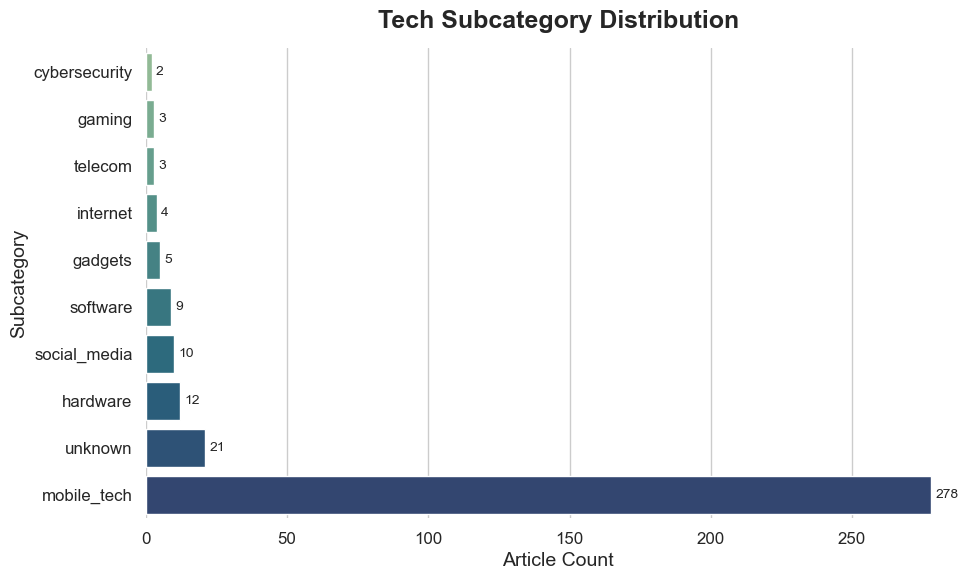 Tech Subcategory Distribution
Subcategory
cybersecurity 2
gaming 3
telecom 3
internet 4
gadgets 5
software 9
social_media 10
hardware 12
unknown 21
mobile_tech 278
0 50 100 150 200 250
Article Count